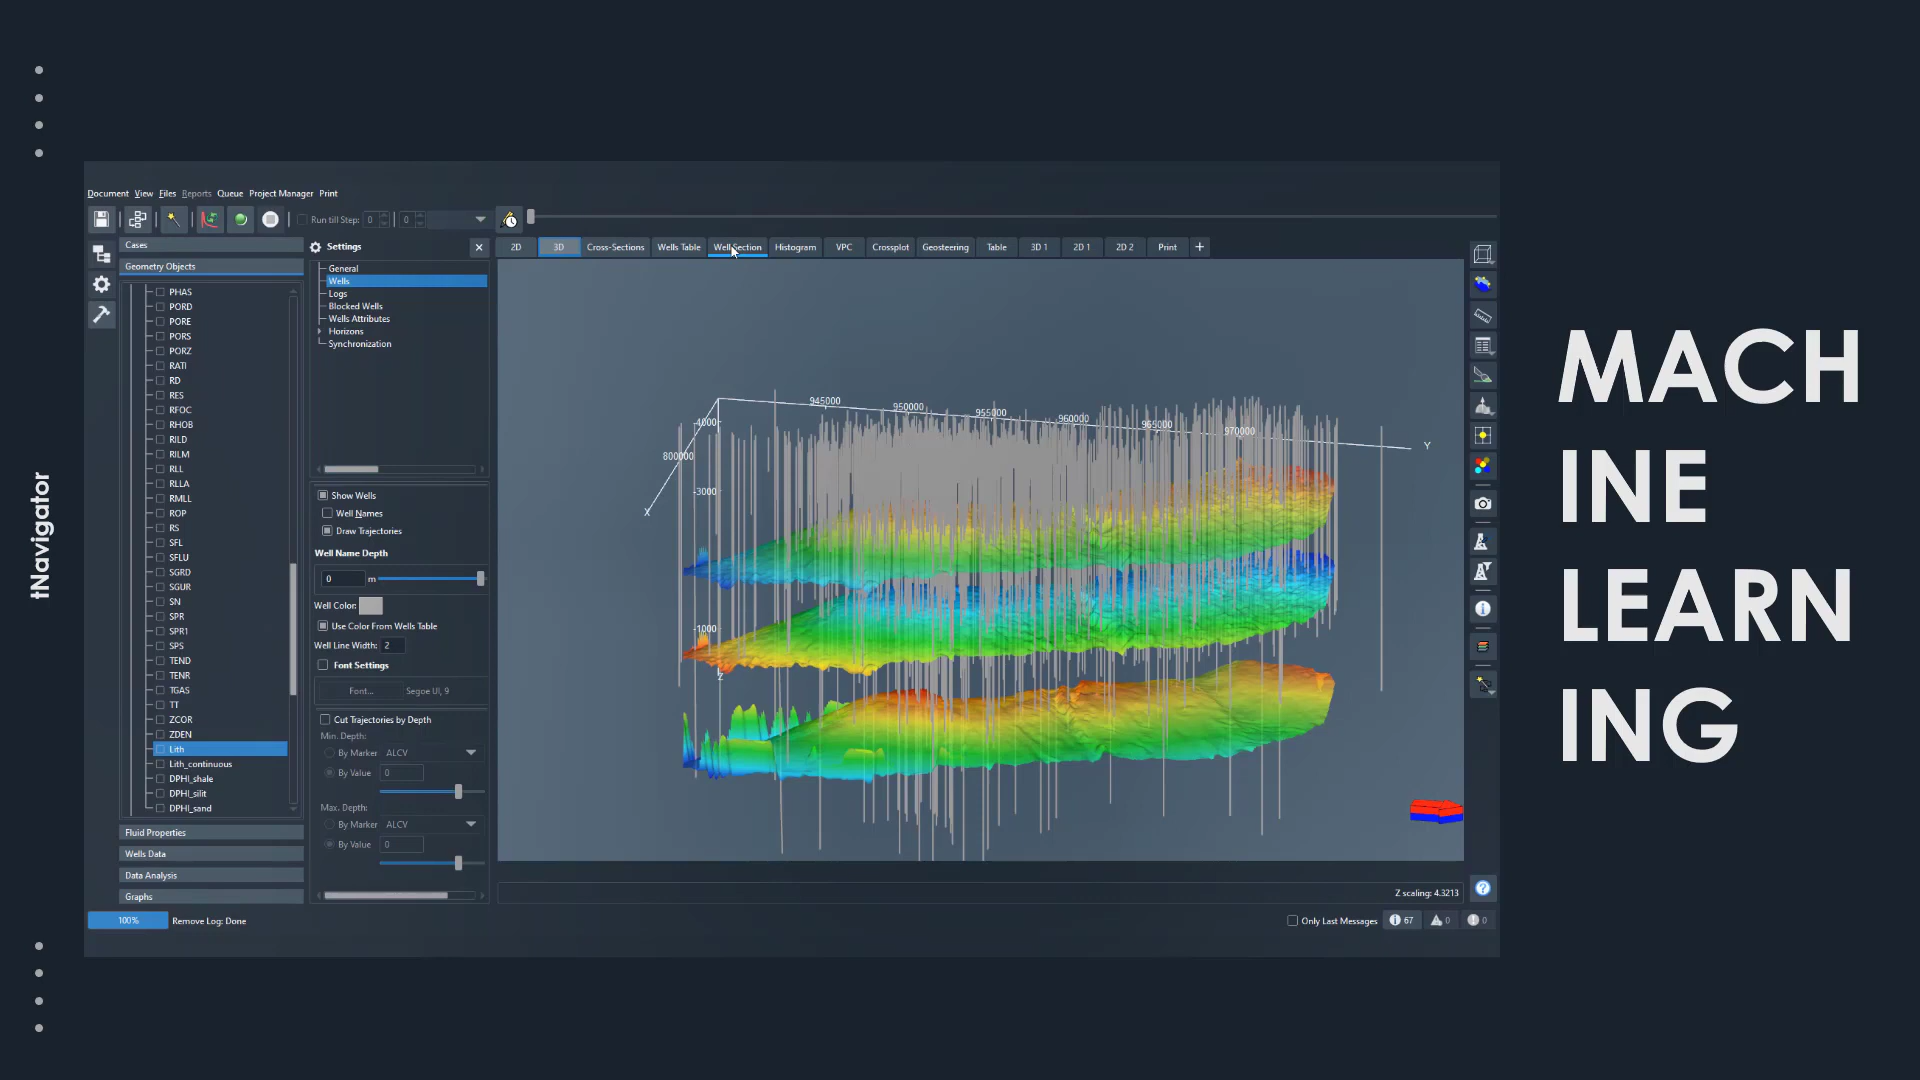 tNavigator
Document View Files Reports Queue Project Manager Print
Run till Step: 0 0
Cases
Geometry Objects
PHAS
PORD
PORE
PORS
PORZ
RATI
RD
RES
RFOC
RHOB
RILD
RILM
RLL
RLLA
RMLL
ROP
RS
SFL
SFLU
SGRD
SGUR
SN
SPR
SPR1
SPS
TEND
TENR
TGAS
TT
ZCOR
ZDEN
Lith
Lith_continuous
DPHI_shale
DPHI_silit
DPHI_sand
Fluid Properties
Wells Data
Data Analysis
Graphs
Settings
General
Wells
Logs
Blocked Wells
Wells Attributes
Horizons
Synchronization
Show Wells
Well Names
Draw Trajectories
Well Name Depth
0 m
Well Color:
Use Color From Wells Table
Well Line Width: 2
Font Settings
Font... Segoe UI, 9
Cut Trajectories by Depth
Min. Depth:
By Marker ALCV
By Value 0
Max. Depth:
By Marker ALCV
By Value 0
2D 3D Cross-Sections Wells Table Well Section Histogram VPC Crossplot Geosteering Table 3D 1 2D 1 2D 2 Print +
945000 950000 955000 960000 965000 970000 Y
-4000
800000
-3000
X
-1000
Z
Z scaling: 4.3213
100% Remove Log: Done
Only Last Messages 67 0 0
MACH
INE
LEARN
ING